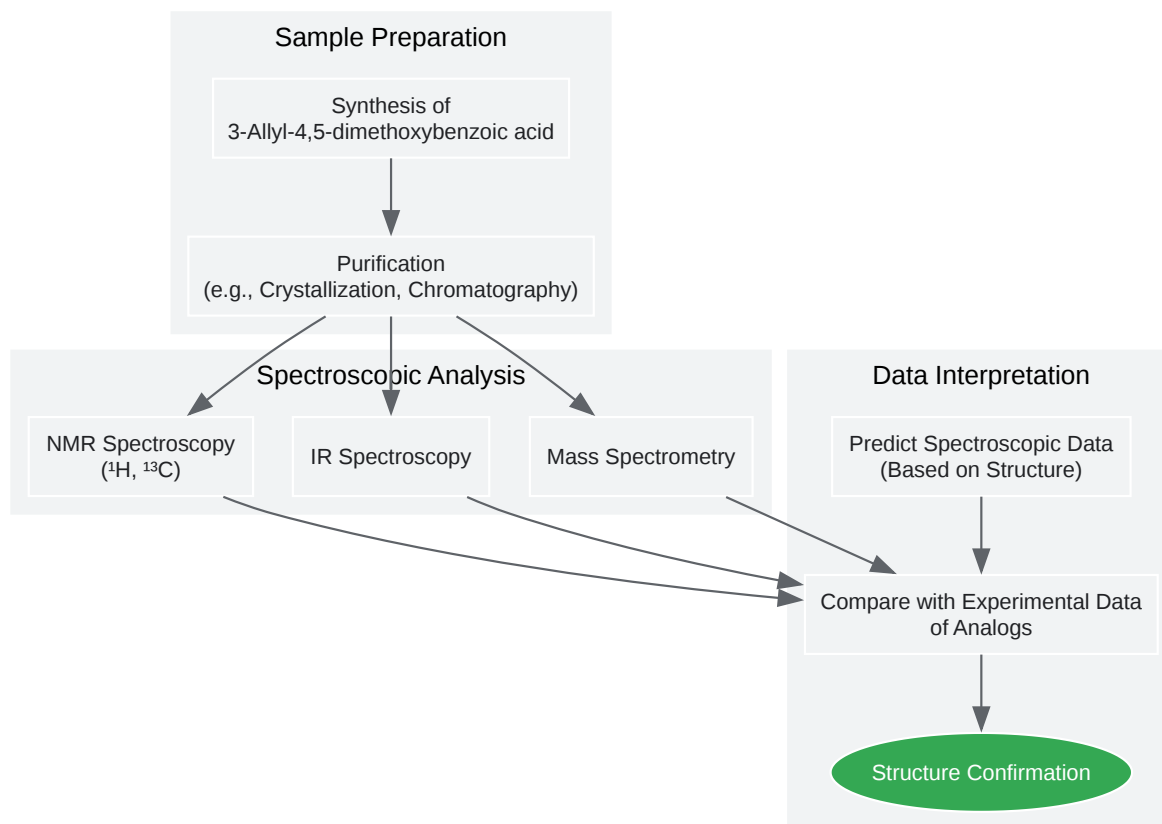 Sample Preparation
Synthesis of
3-Allyl-4,5-dimethoxybenzoic acid
Purification
(e.g., Crystallization, Chromatography)
Spectroscopic Analysis
NMR Spectroscopy
(¹H, ¹³C)
IR Spectroscopy
Mass Spectrometry
Data Interpretation
Predict Spectroscopic Data
(Based on Structure)
Compare with Experimental Data
of Analogs
Structure Confirmation